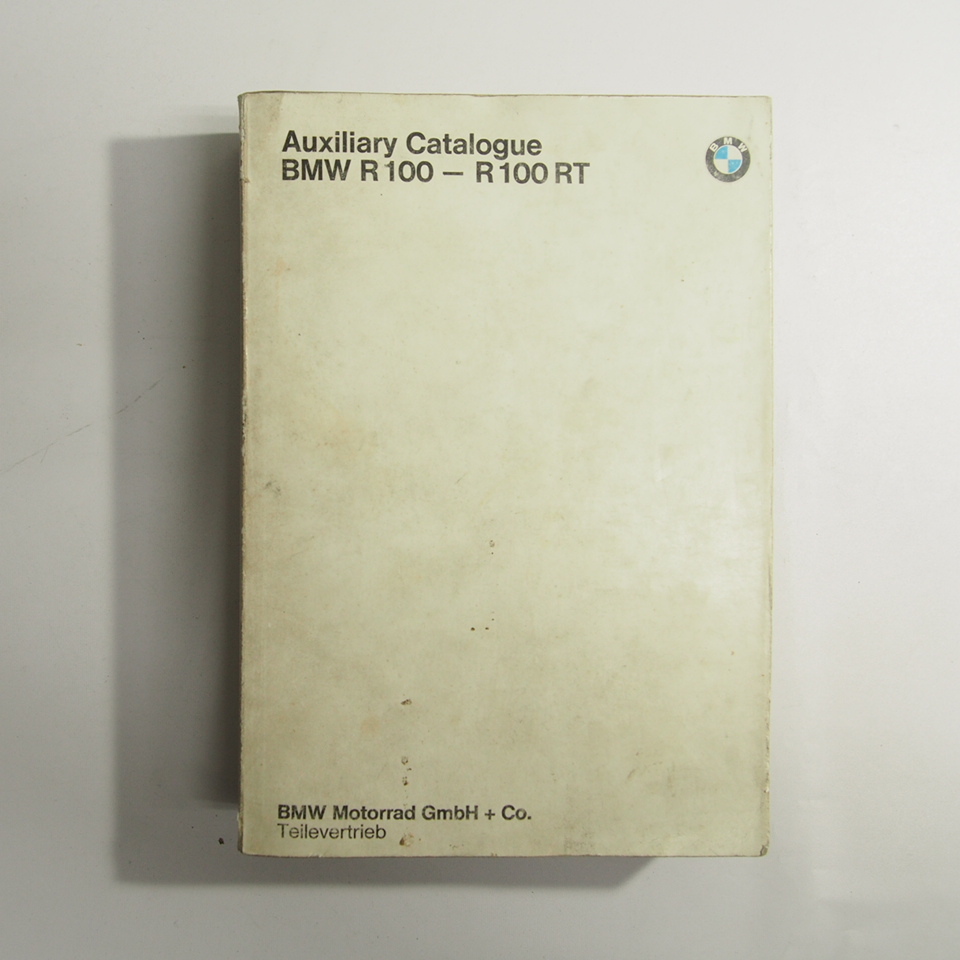 Auxiliary Catalogue
BMW R 100 – R 100 RT
BMW
BMW Motorrad GmbH + Co.
Teilevertrieb